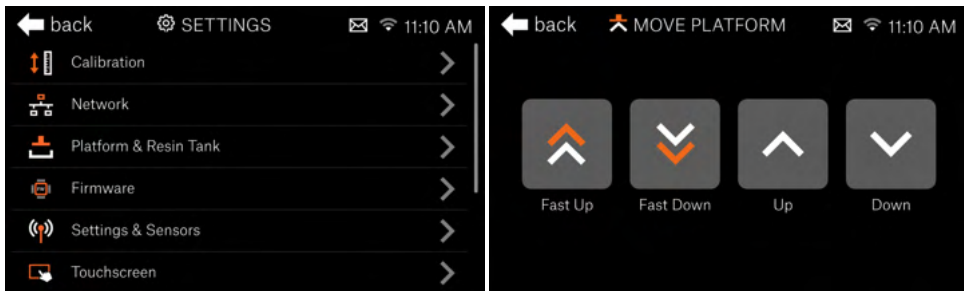 back SETTINGS 11:10 AM
Calibration
Network
Platform & Resin Tank
Firmware
Settings & Sensors
Touchscreen
back MOVE PLATFORM 11:10 AM
Fast Up Fast Down Up Down